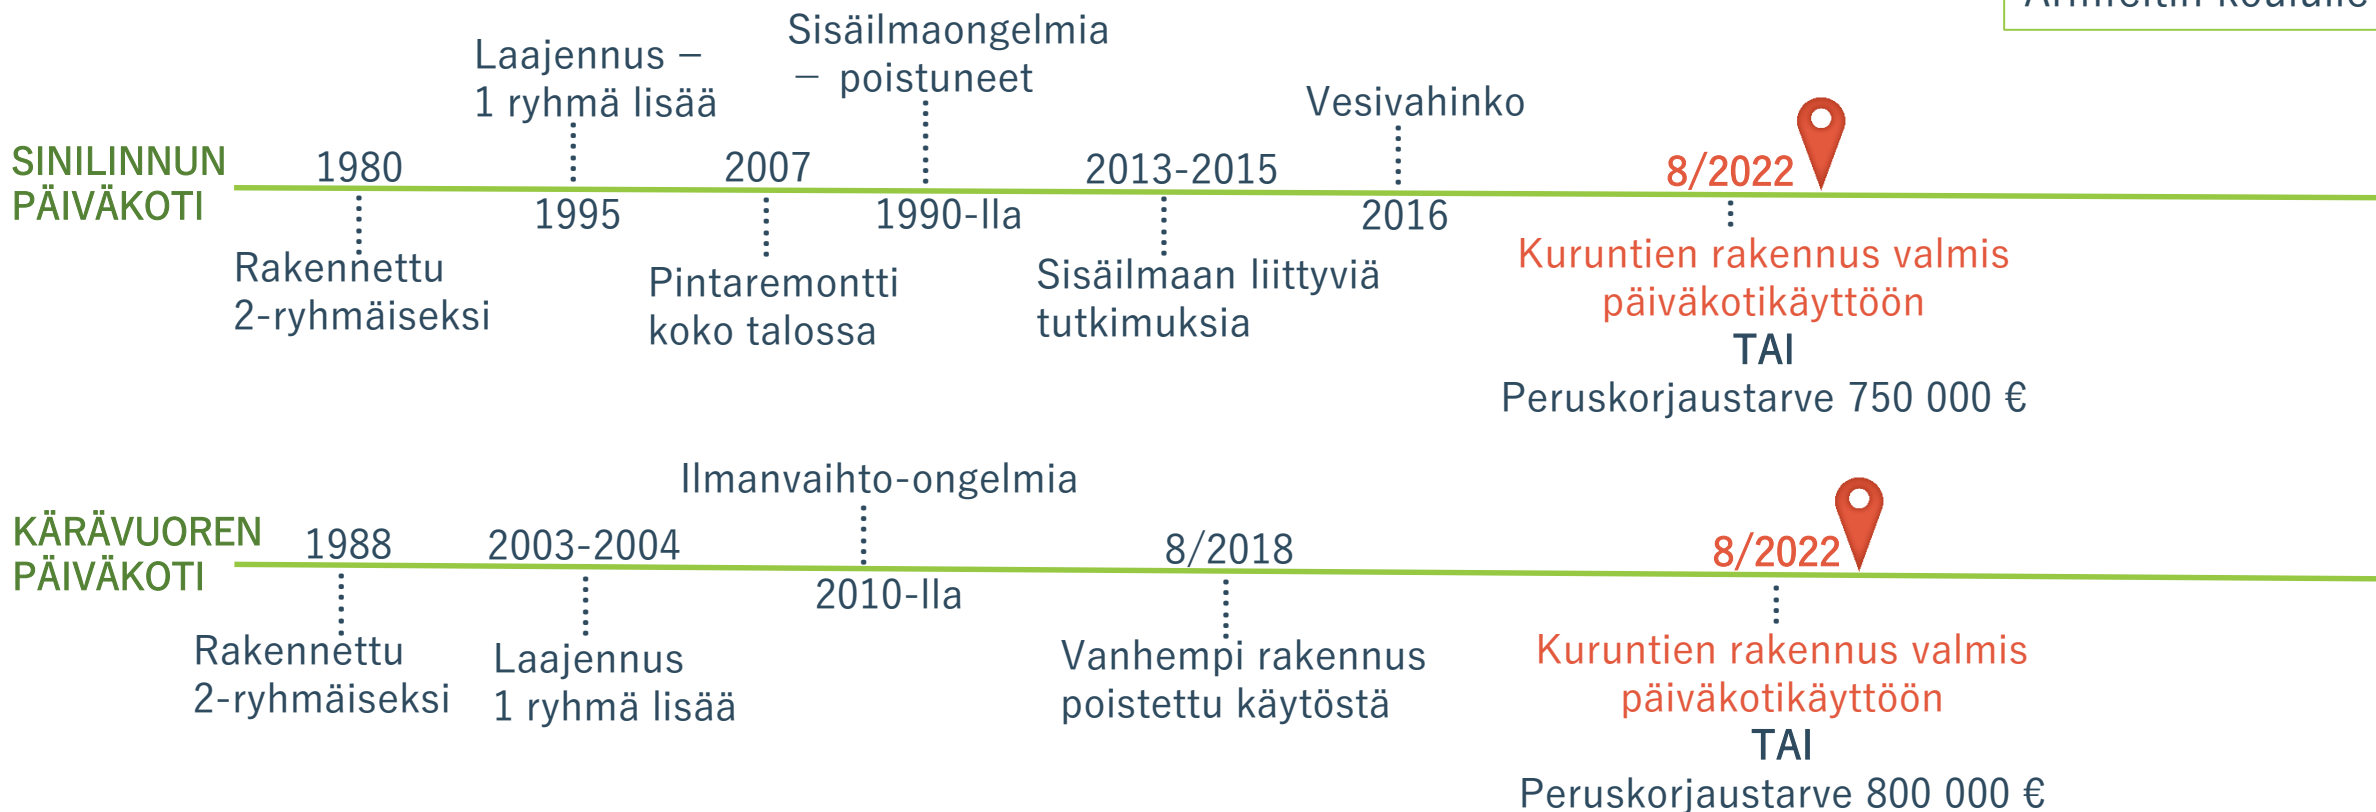 koululle
Sisäilmaongelmia
– poistuneet
Laajennus –
1 ryhmä lisää
Vesivahinko
SINILINNUN
PÄIVÄKOTI
1980
2007
2013-2015
8/2022
1995
1990-lla
2016
Rakennettu
2-ryhmäiseksi
Pintaremontti
koko talossa
Sisäilmaan liittyviä
tutkimuksia
Kuruntien rakennus valmis
päiväkotikäyttöön
TAI
Peruskorjaustarve 750 000 €
Ilmanvaihto-ongelmia
KÄRÄVUOREN
PÄIVÄKOTI
1988
2003-2004
8/2018
8/2022
2010-lla
Rakennettu
2-ryhmäiseksi
Laajennus
1 ryhmä lisää
Vanhempi rakennus
poistettu käytöstä
Kuruntien rakennus valmis
päiväkotikäyttöön
TAI
Peruskorjaustarve 800 000 €